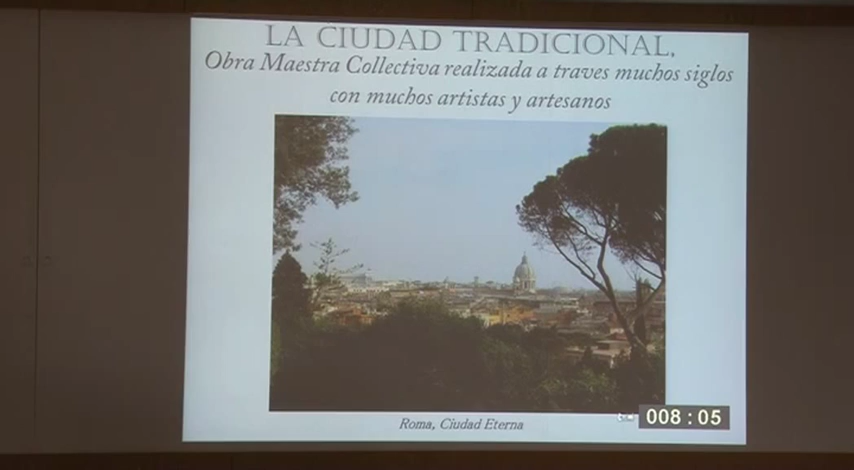 LA CIUDAD TRADICIONAL,
Obra Maestra Collectiva realizada a traves muchos siglos
con muchos artistas y artesanos
008:05
Roma, Ciudad Eterna